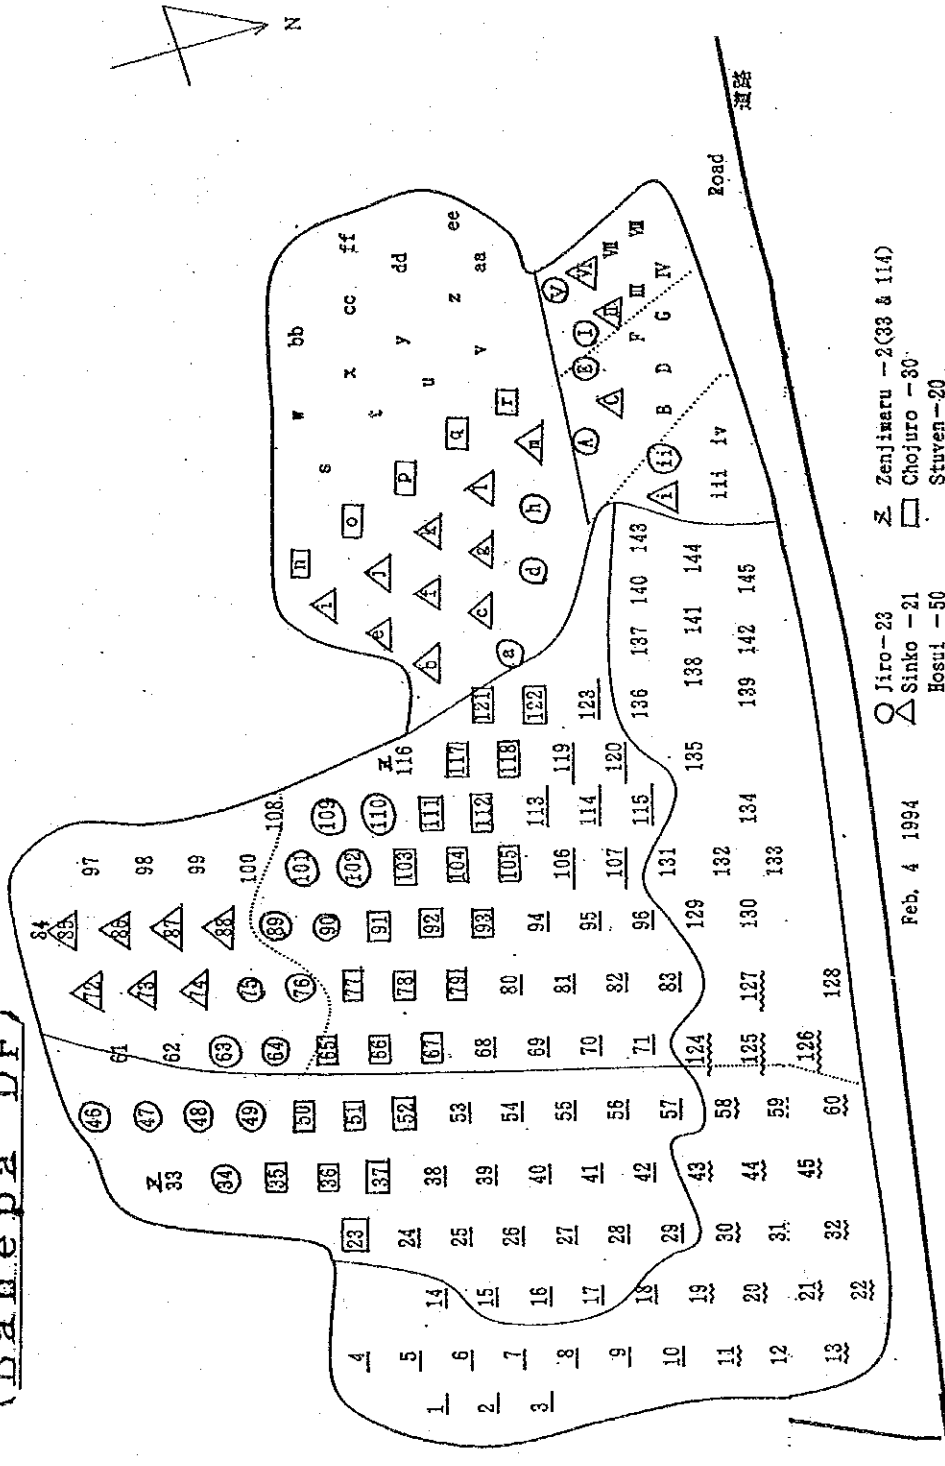 (Banepa DF)
N
1 2 3
4 5 6 7 8 9 10 11 12 13
14 15 16 17 18 19 20 21 22
23 24 25 26 27 28 29 30 31 32
33 34 35 36 37 38 39 40 41 42 43 44 45
46 47 48 49 50 51 52 53 54 55 56 57 58 59 60
61 62 63 64 65 66 67 68 69 70 71 124 125 126
72 73 74 75 76 77 78 79 80 81 82 83 127 128
84 85 86 87 88 89 90 91 92 93 94 95 96 129 130
97 98 99 100 101 102 103 104 105 106 107 131 132 133
108 109 110 111 112 113 114 115 134
116 117 118 119 120 135
121 122 123 136 137 138 139
140 141 142
143 144 145
a b c d
e f g h
i j k l m
n o p q r
s t u v
w x y z aa
bb cc dd ee
ff
i ii iii iv
A B C D E F G
I II III IV
V VI VII VIII
Road
道路
Feb. 4 1994
Jiro-23
Sinko -21
Hosui -50
Zenjimaru -2(33 & 114)
Chojuro -30
Stuven-20